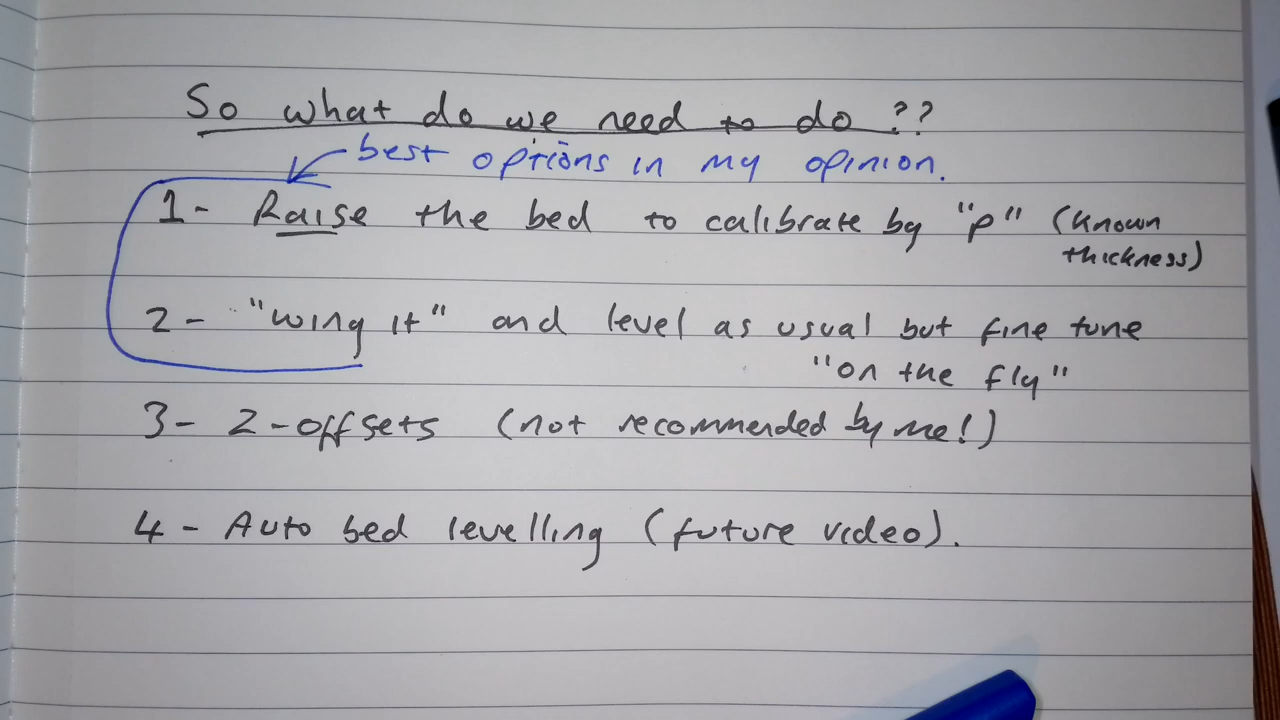 So what do we need to do ??
best options in my opinion.
1- Raise the bed to calibrate by "p" (known
thickness)
2- "wing it" and level as usual but fine tune
"on the fly"
3- Z-offsets (not recommended by me!)
4- Auto bed levelling (future video).